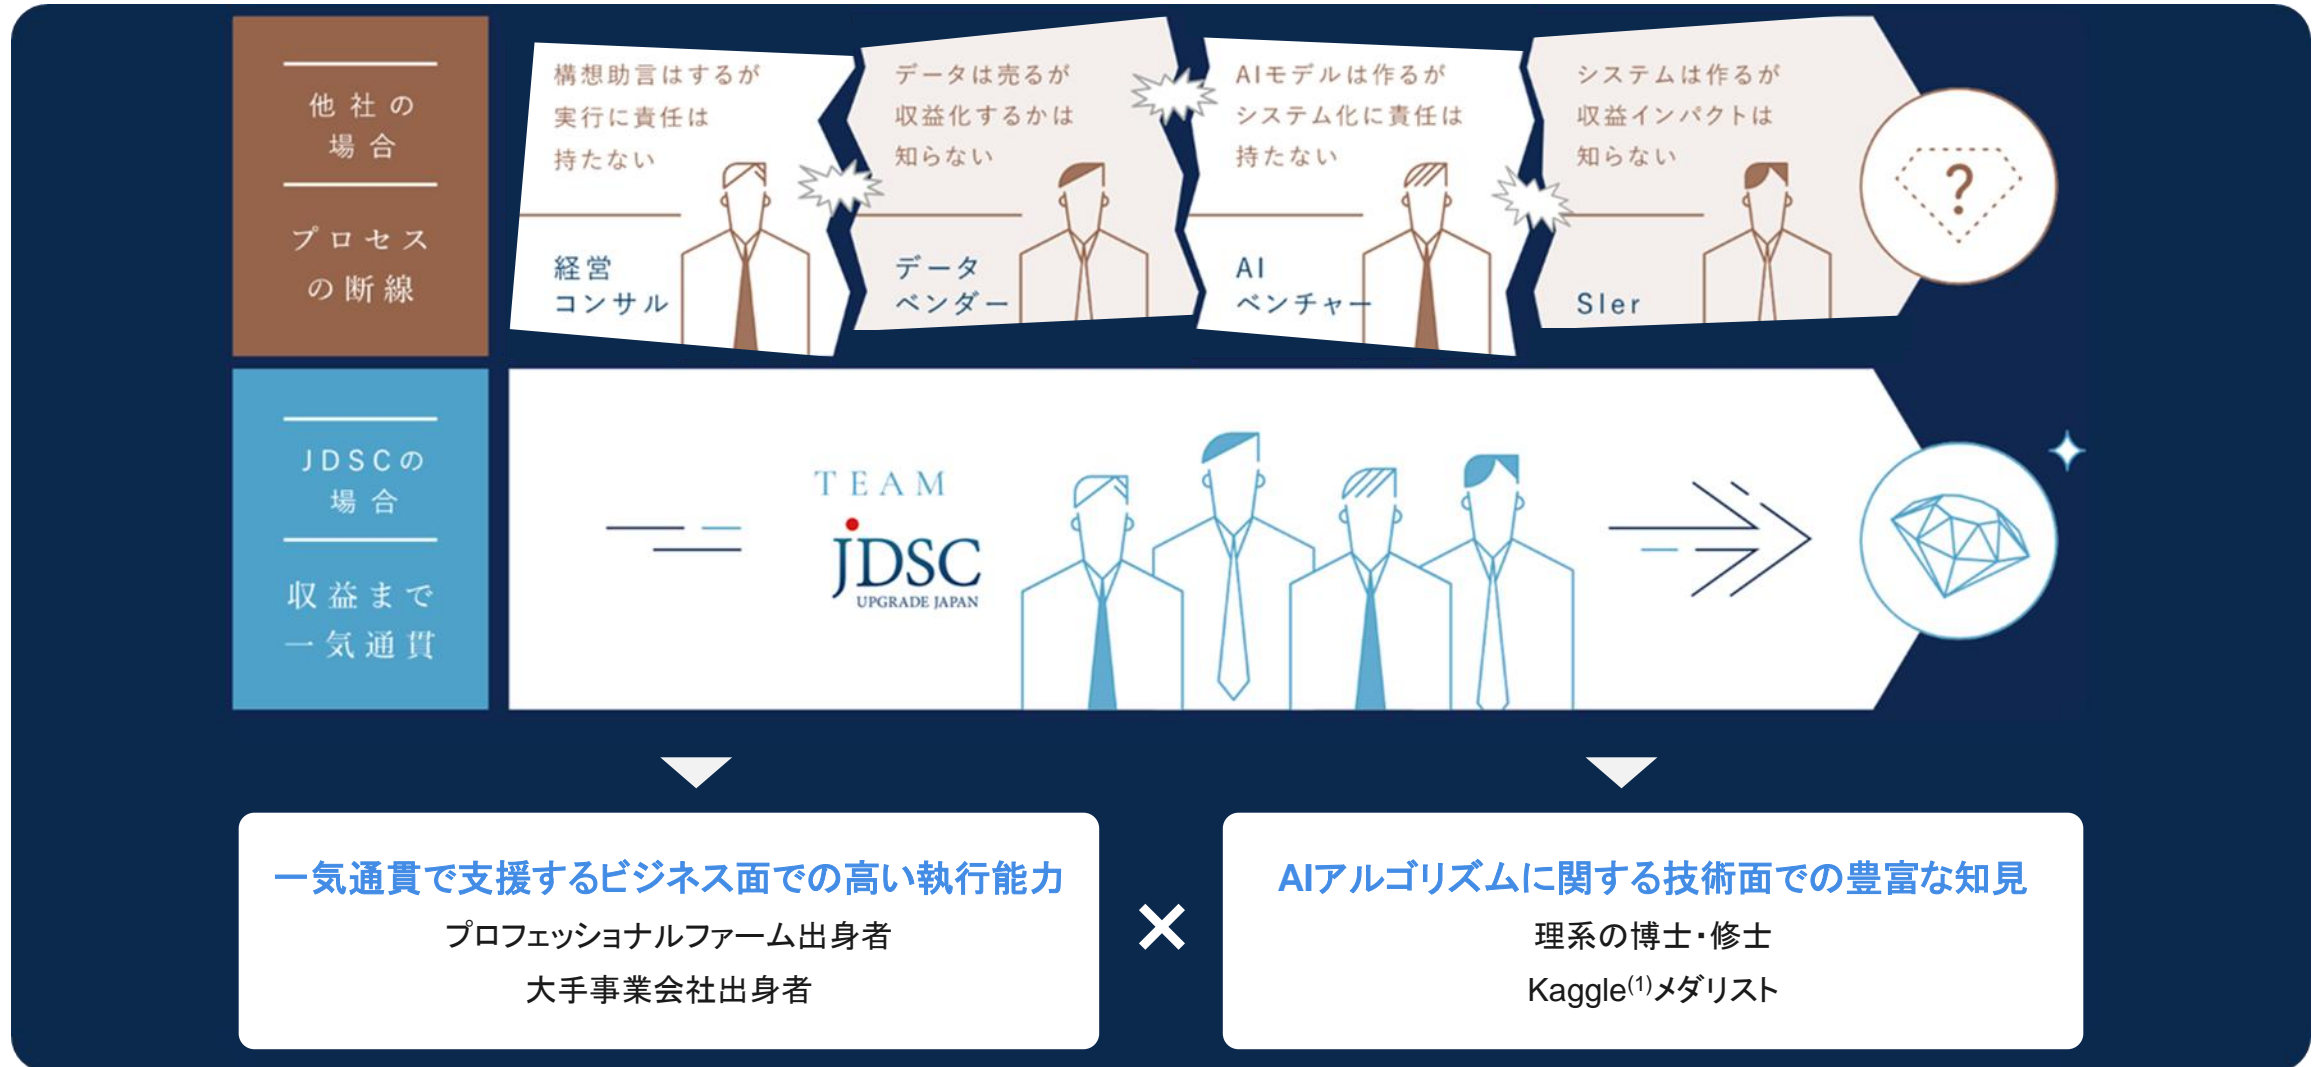 他社の
場合
プロセス
の断線
構想助言はするが
実行に責任は
持たない
経営
コンサル
データは売るが
収益化するかは
知らない
データ
ベンダー
AIモデルは作るが
システム化に責任は
持たない
AI
ベンチャー
システムは作るが
収益インパクトは
知らない
SIer
?
JDSCの
場合
収益まで
一気通貫
TEAM
JDSC
UPGRADE JAPAN
一気通貫で支援するビジネス面での高い執行能力
プロフェッショナルファーム出身者
大手事業会社出身者
×
AIアルゴリズムに関する技術面での豊富な知見
理系の博士・修士
Kaggle(1)メダリスト